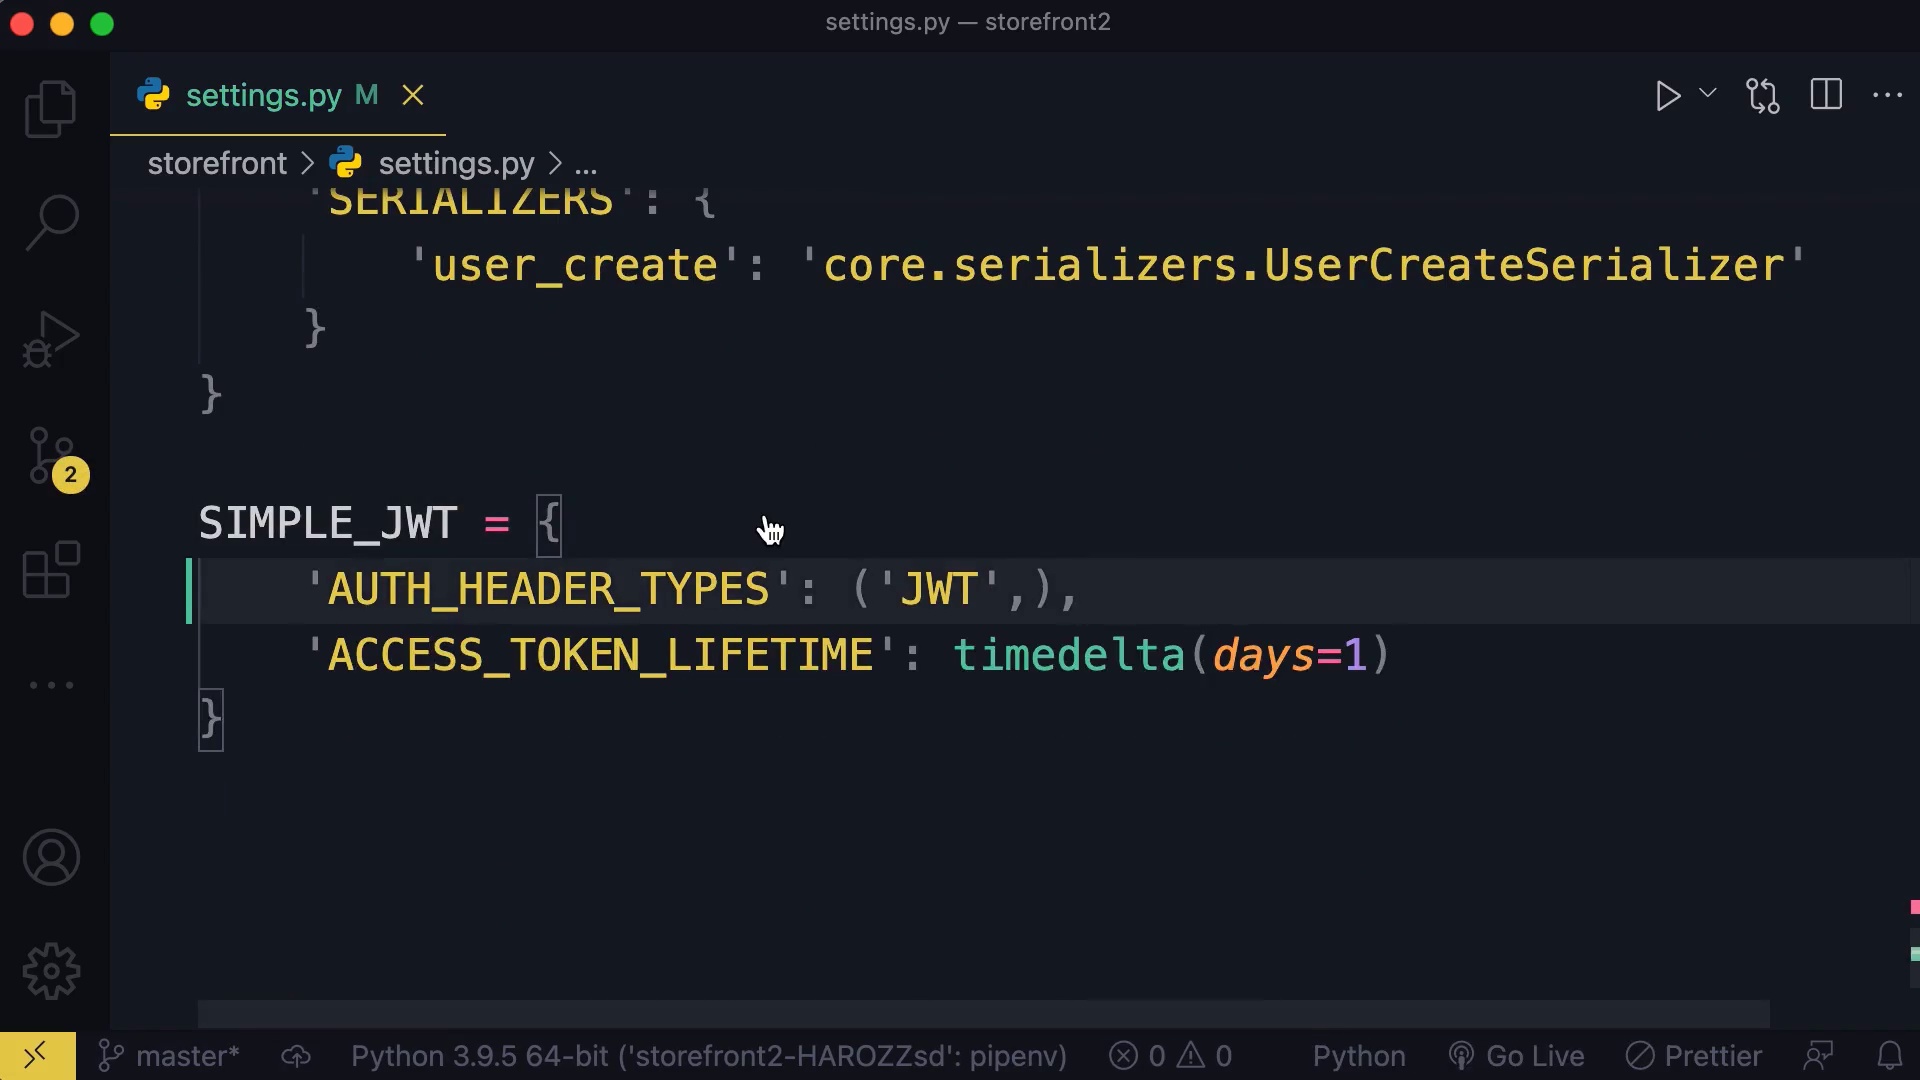 settings.py — storefront2
settings.py M
storefront > settings.py > ...
'SERIALIZERS': {
'user_create': 'core.serializers.UserCreateSerializer'
}
}
SIMPLE_JWT = {
'AUTH_HEADER_TYPES': ('JWT',),
'ACCESS_TOKEN_LIFETIME': timedelta(days=1)
}
2
master* Python 3.9.5 64-bit ('storefront2-HAROZZsd': pipenv) 0 0 Python Go Live Prettier